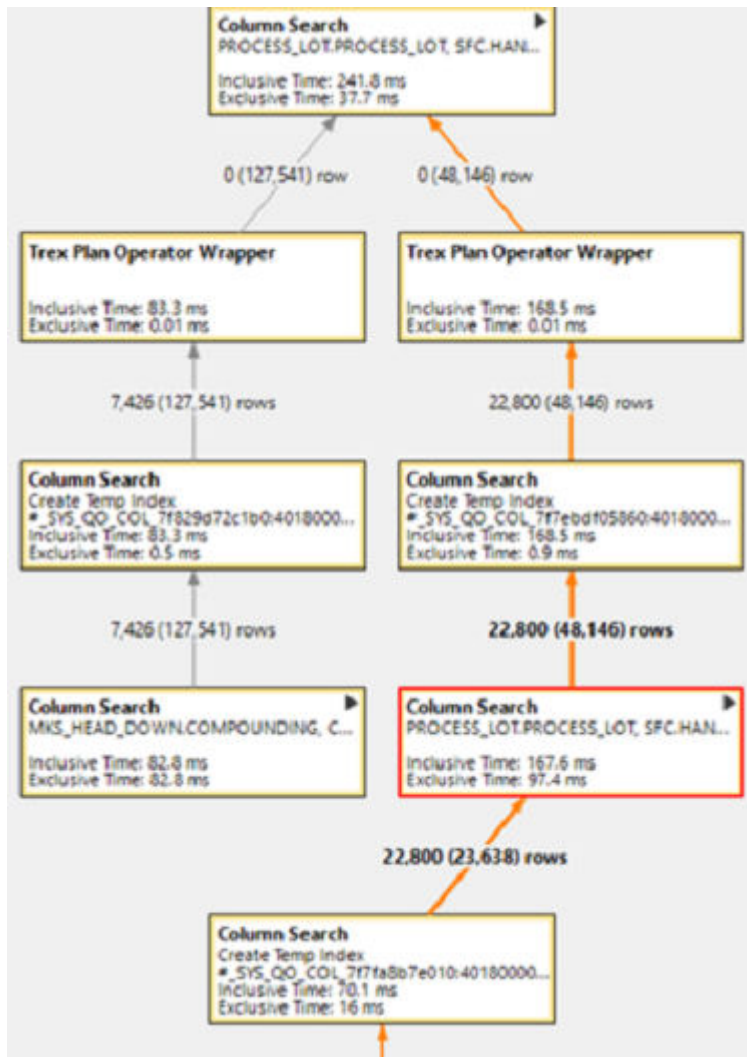 Column Search
PROCESS_LOT.PROCESS_LOT, SFC.HAN...
Inclusive Time: 241.8 ms
Exclusive Time: 37.7 ms
0 (127,541) row
0 (48,146) row
Trex Plan Operator Wrapper
Inclusive Time: 83.3 ms
Exclusive Time: 0.01 ms
Trex Plan Operator Wrapper
Inclusive Time: 168.5 ms
Exclusive Time: 0.01 ms
7,426 (127,541) rows
22,800 (48,146) rows
Column Search
Create Temp Index
#_SYS_QO_COL_7f829d72c1b0:4018000...
Inclusive Time: 83.3 ms
Exclusive Time: 0.5 ms
Column Search
Create Temp Index
#_SYS_QO_COL_7f7ebdf05860:4018000...
Inclusive Time: 168.5 ms
Exclusive Time: 0.9 ms
7,426 (127,541) rows
22,800 (48,146) rows
Column Search
MKS_HEAD_DOWN.COMPOUNDING, C...
Inclusive Time: 82.8 ms
Exclusive Time: 82.8 ms
Column Search
PROCESS_LOT.PROCESS_LOT, SFC.HAN...
Inclusive Time: 167.6 ms
Exclusive Time: 97.4 ms
22,800 (23,638) rows
Column Search
Create Temp Index
#_SYS_QO_COL_7f7fa8b7e010:40180000...
Inclusive Time: 70.1 ms
Exclusive Time: 16 ms